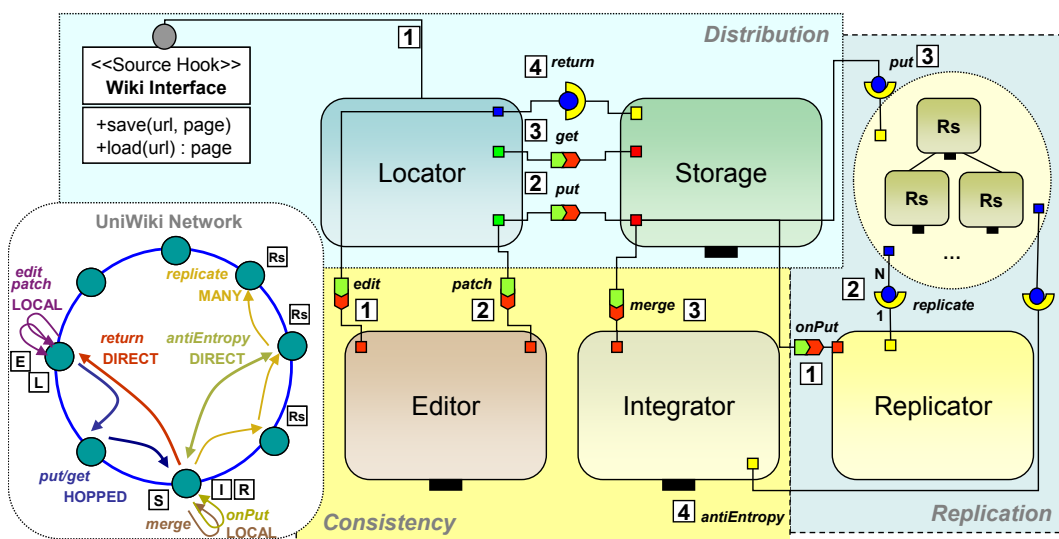 Distribution
1
<<Source Hook>>
Wiki Interface
+save(url, page)
+load(url) : page
4
return
3
get
2
put
Locator
Storage
put
3
Rs
Rs
Rs
...
N
1
2
replicate
edit
1
patch
2
merge
3
onPut
1
Editor
Integrator
Replicator
4
antiEntropy
Consistency
Replication
UniWiki Network
edit
patch
LOCAL
E
L
replicate
MANY
Rs
Rs
Rs
return
DIRECT
antiEntropy
DIRECT
put/get
HOPPED
S
I
R
merge
onPut
LOCAL